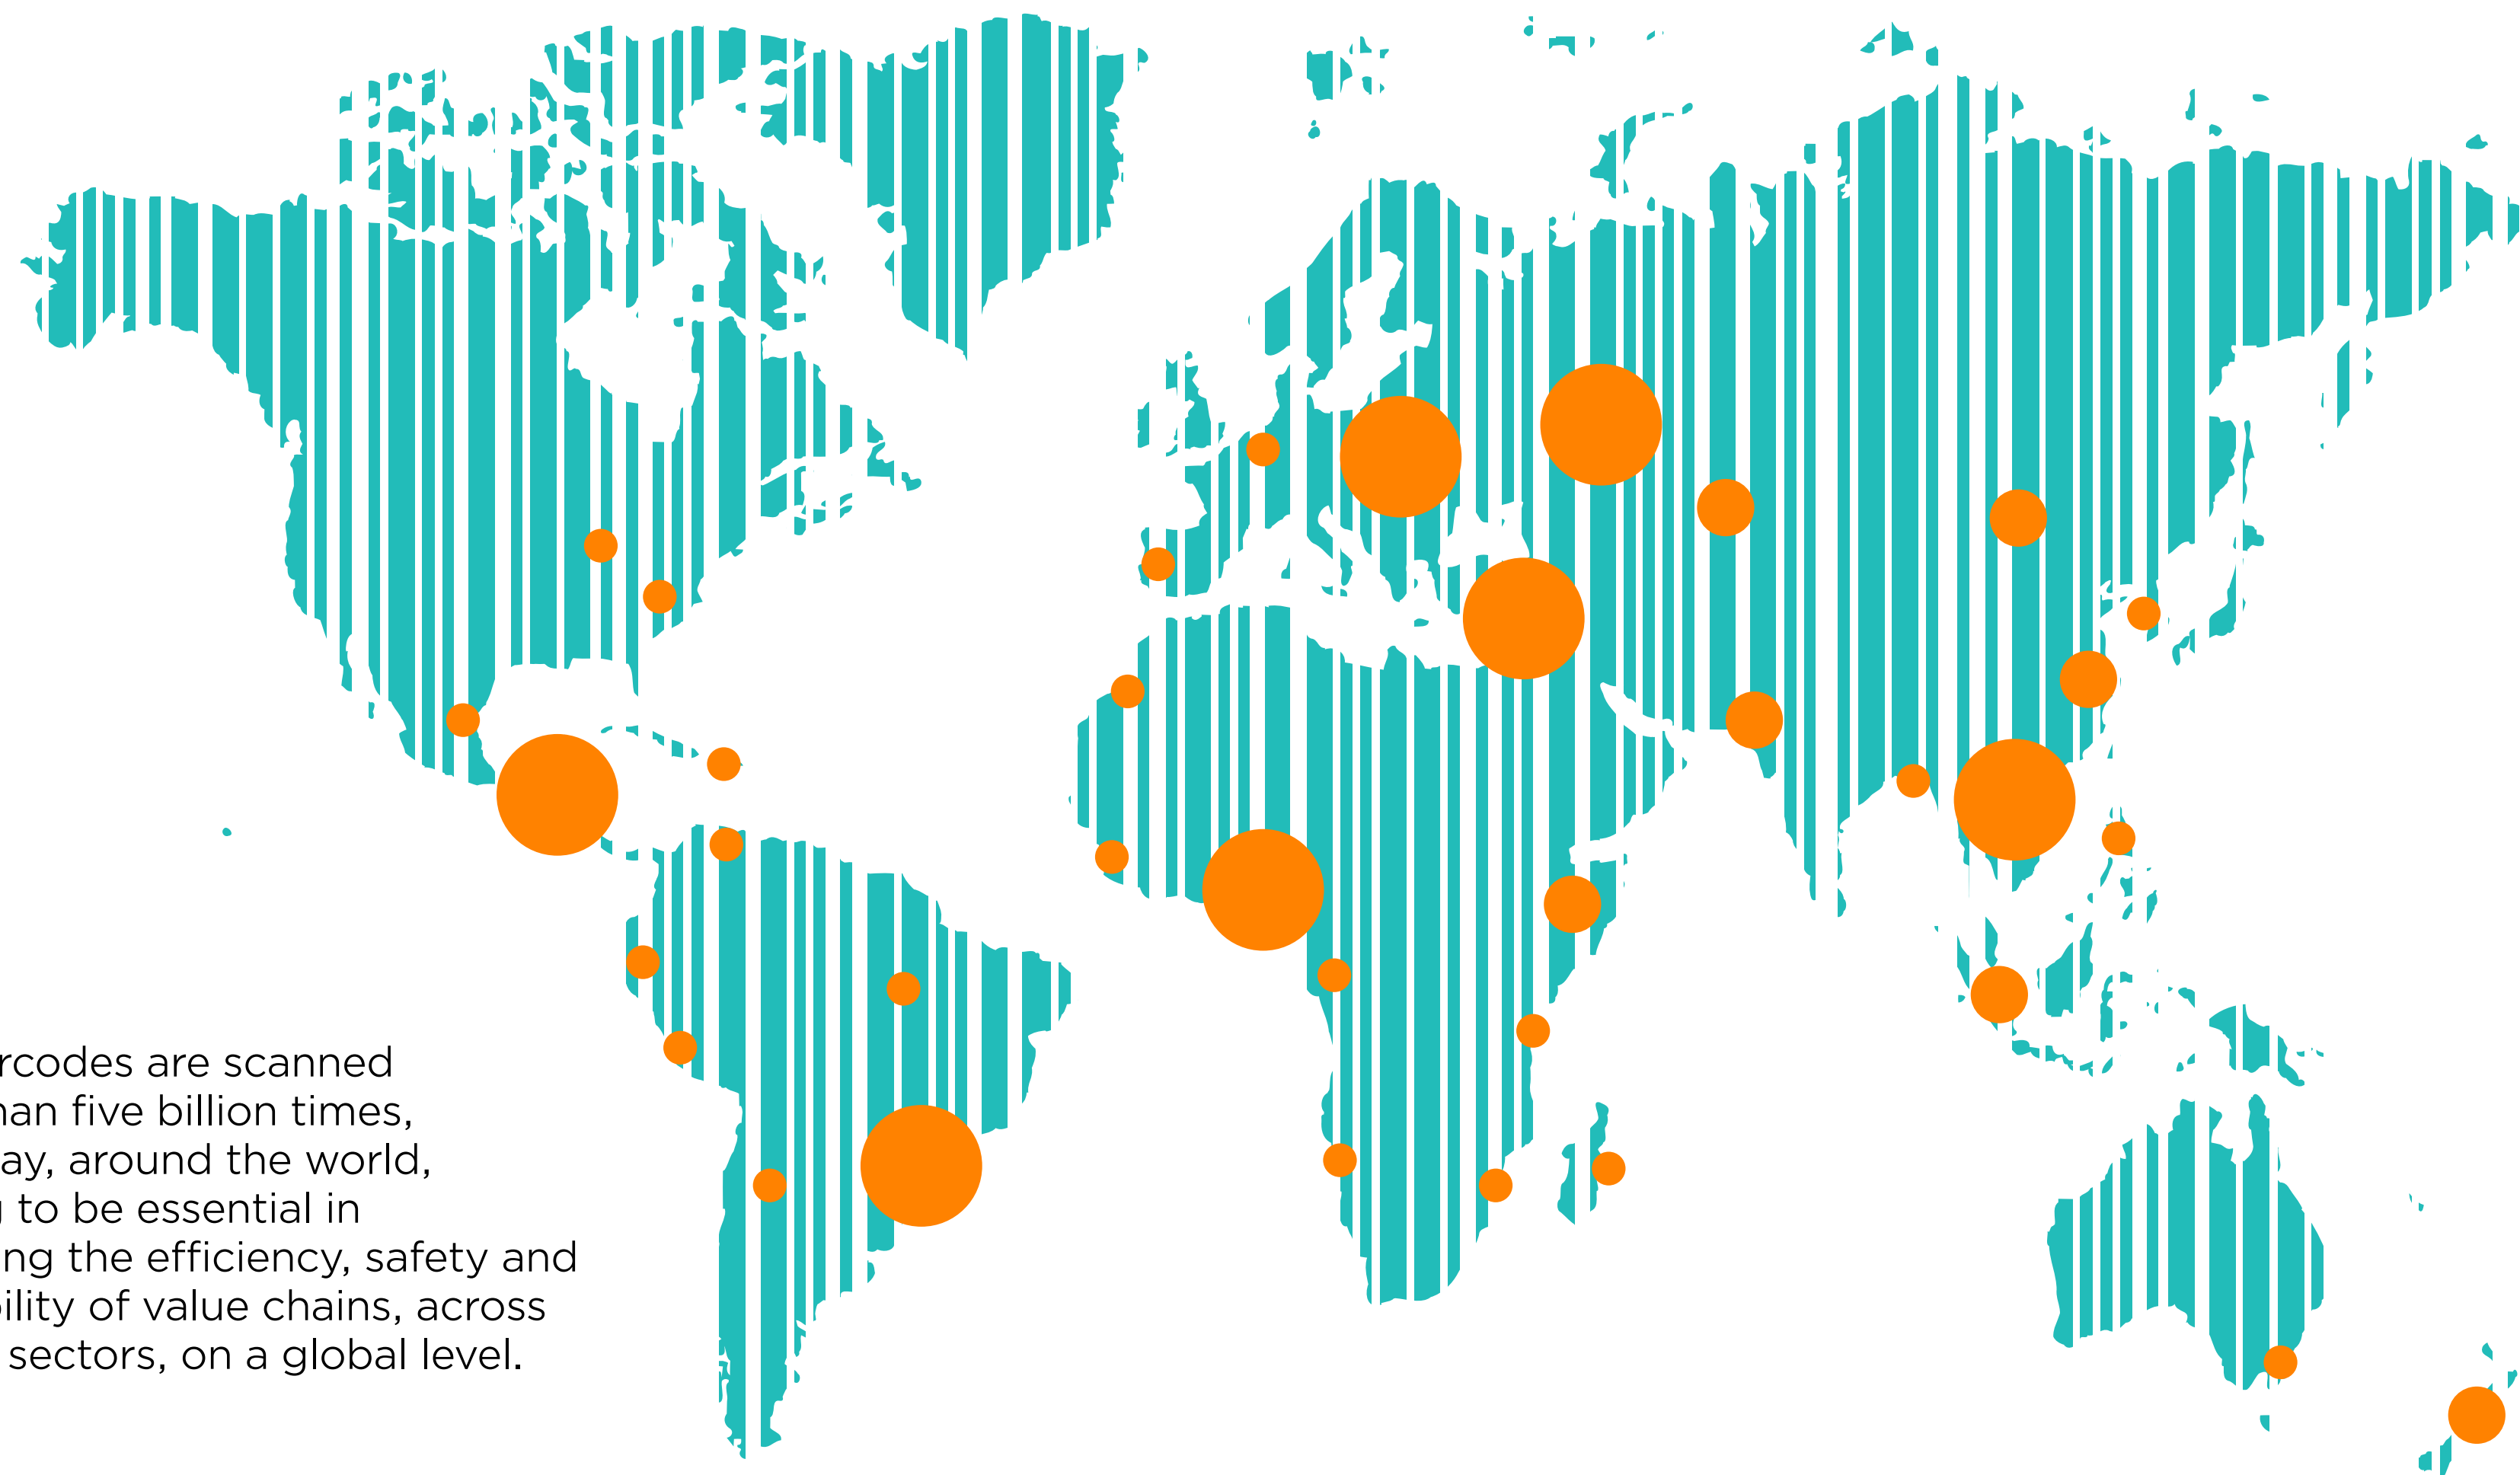 rcodes are scanned
an five billion times,
ay, around the world,
to be essential in
ng the efficiency, safety and
ility of value chains, across
sectors, on a global level.